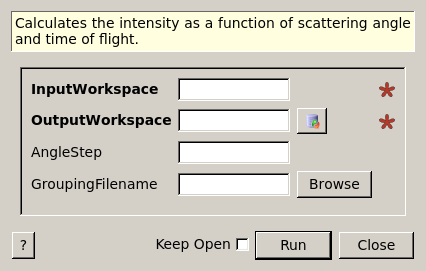 Calculates the intensity as a function of scattering angle
and time of flight.
InputWorkspace
OutputWorkspace
AngleStep
GroupingFilename Browse
? Keep Open Run Close